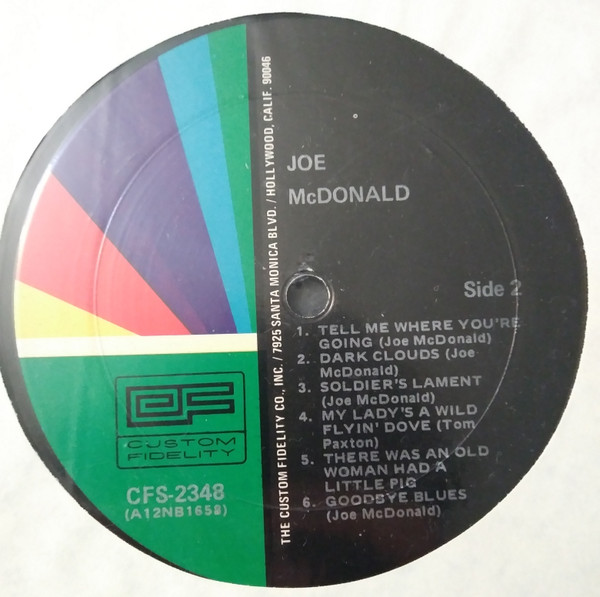 JOE
McDONALD
Side 2
1. TELL ME WHERE YOU'RE
GOING (Joe McDonald)
2. DARK CLOUDS (Joe
McDonald)
3. SOLDIER'S LAMENT
(Joe McDonald)
4. MY LADY'S A WILD
FLYIN' DOVE (Tom
Paxton)
5. THERE WAS AN OLD
WOMAN HAD A
LITTLE PIG
6. GOODBYE BLUES
(Joe McDonald)
THE CUSTOM FIDELITY CO., INC. / 7925 SANTA MONICA BLVD. / HOLLYWOOD, CALIF. 90046
CF
CUSTOM
FIDELITY
CFS-2348
(A12NB1658)